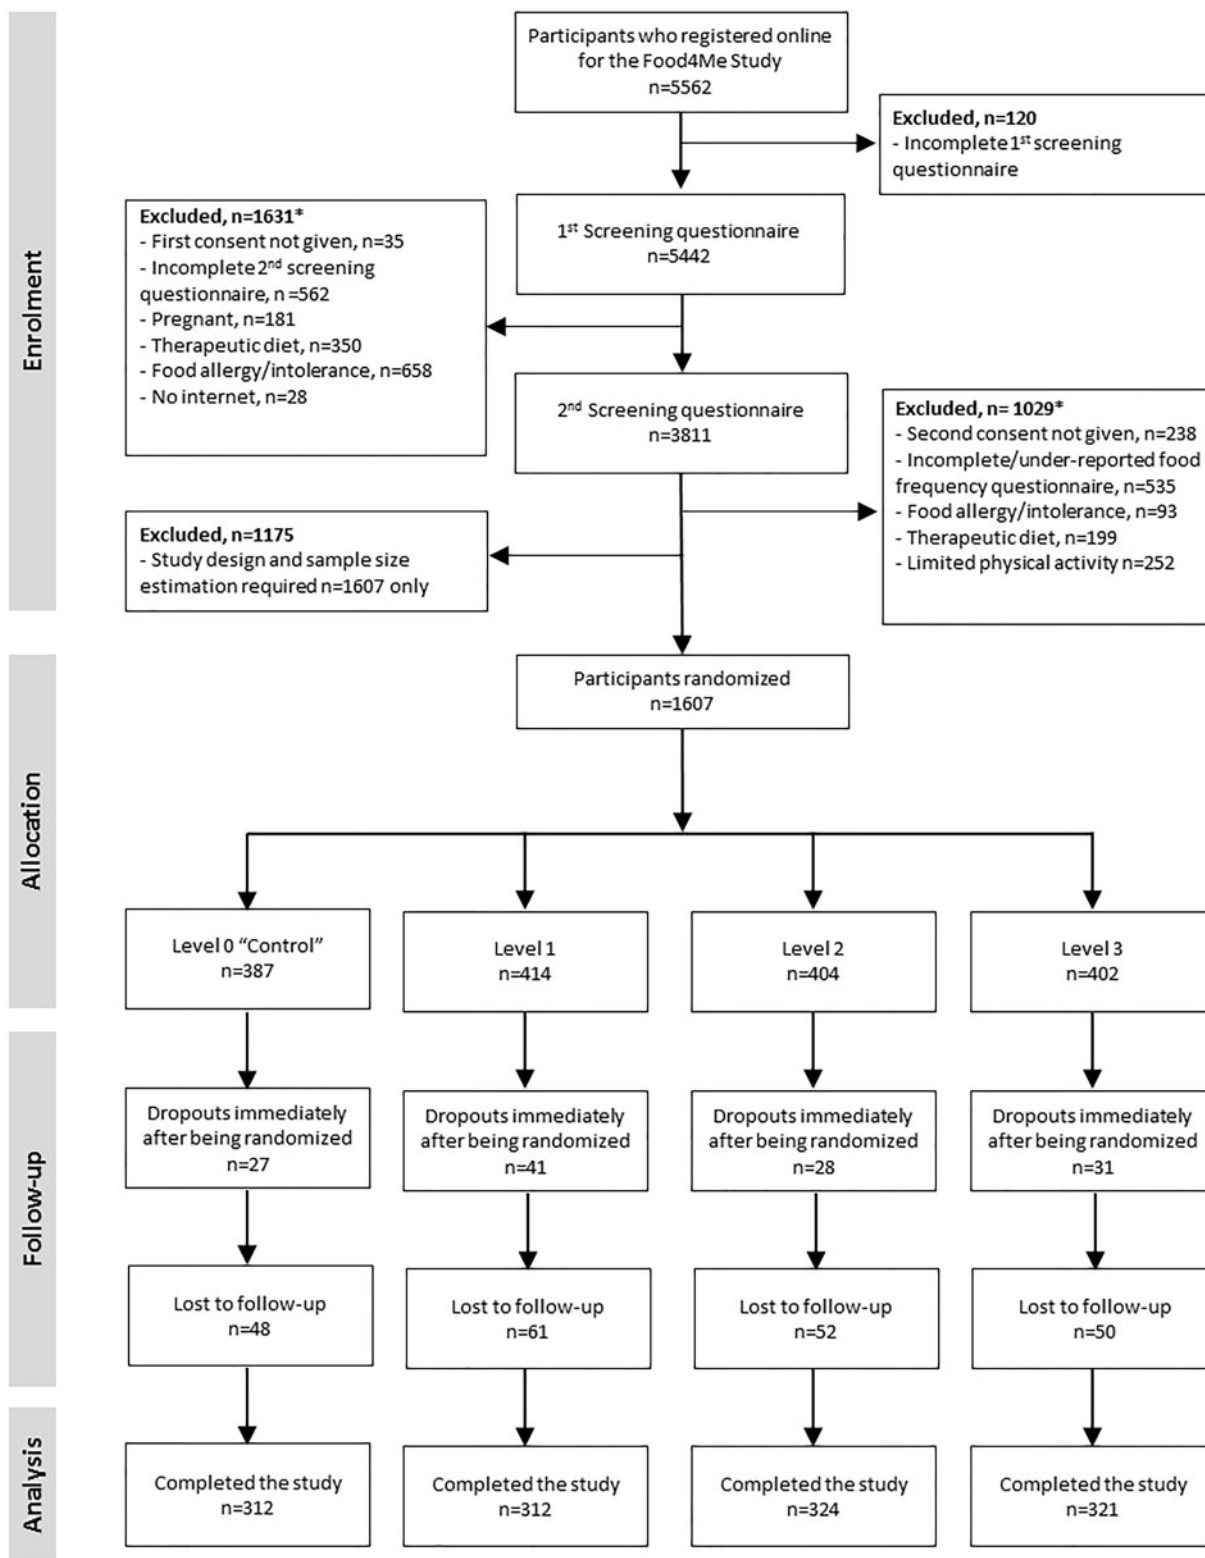 Enrolment
Participants who registered online
for the Food4Me Study
n=5562
Excluded, n=120
- Incomplete 1st screening
questionnaire
1st Screening questionnaire
n=5442
Excluded, n=1631*
- First consent not given, n=35
- Incomplete 2nd screening
questionnaire, n =562
- Pregnant, n=181
- Therapeutic diet, n=350
- Food allergy/intolerance, n=658
- No internet, n=28
2nd Screening questionnaire
n=3811
Excluded, n= 1029*
- Second consent not given, n=238
- Incomplete/under-reported food
frequency questionnaire, n=535
- Food allergy/intolerance, n=93
- Therapeutic diet, n=199
- Limited physical activity n=252
Excluded, n=1175
- Study design and sample size
estimation required n=1607 only
Participants randomized
n=1607
Allocation
Level 0 “Control”
n=387
Level 1
n=414
Level 2
n=404
Level 3
n=402
Follow-up
Dropouts immediately
after being randomized
n=27
Dropouts immediately
after being randomized
n=41
Dropouts immediately
after being randomized
n=28
Dropouts immediately
after being randomized
n=31
Lost to follow-up
n=48
Lost to follow-up
n=61
Lost to follow-up
n=52
Lost to follow-up
n=50
Analysis
Completed the study
n=312
Completed the study
n=312
Completed the study
n=324
Completed the study
n=321